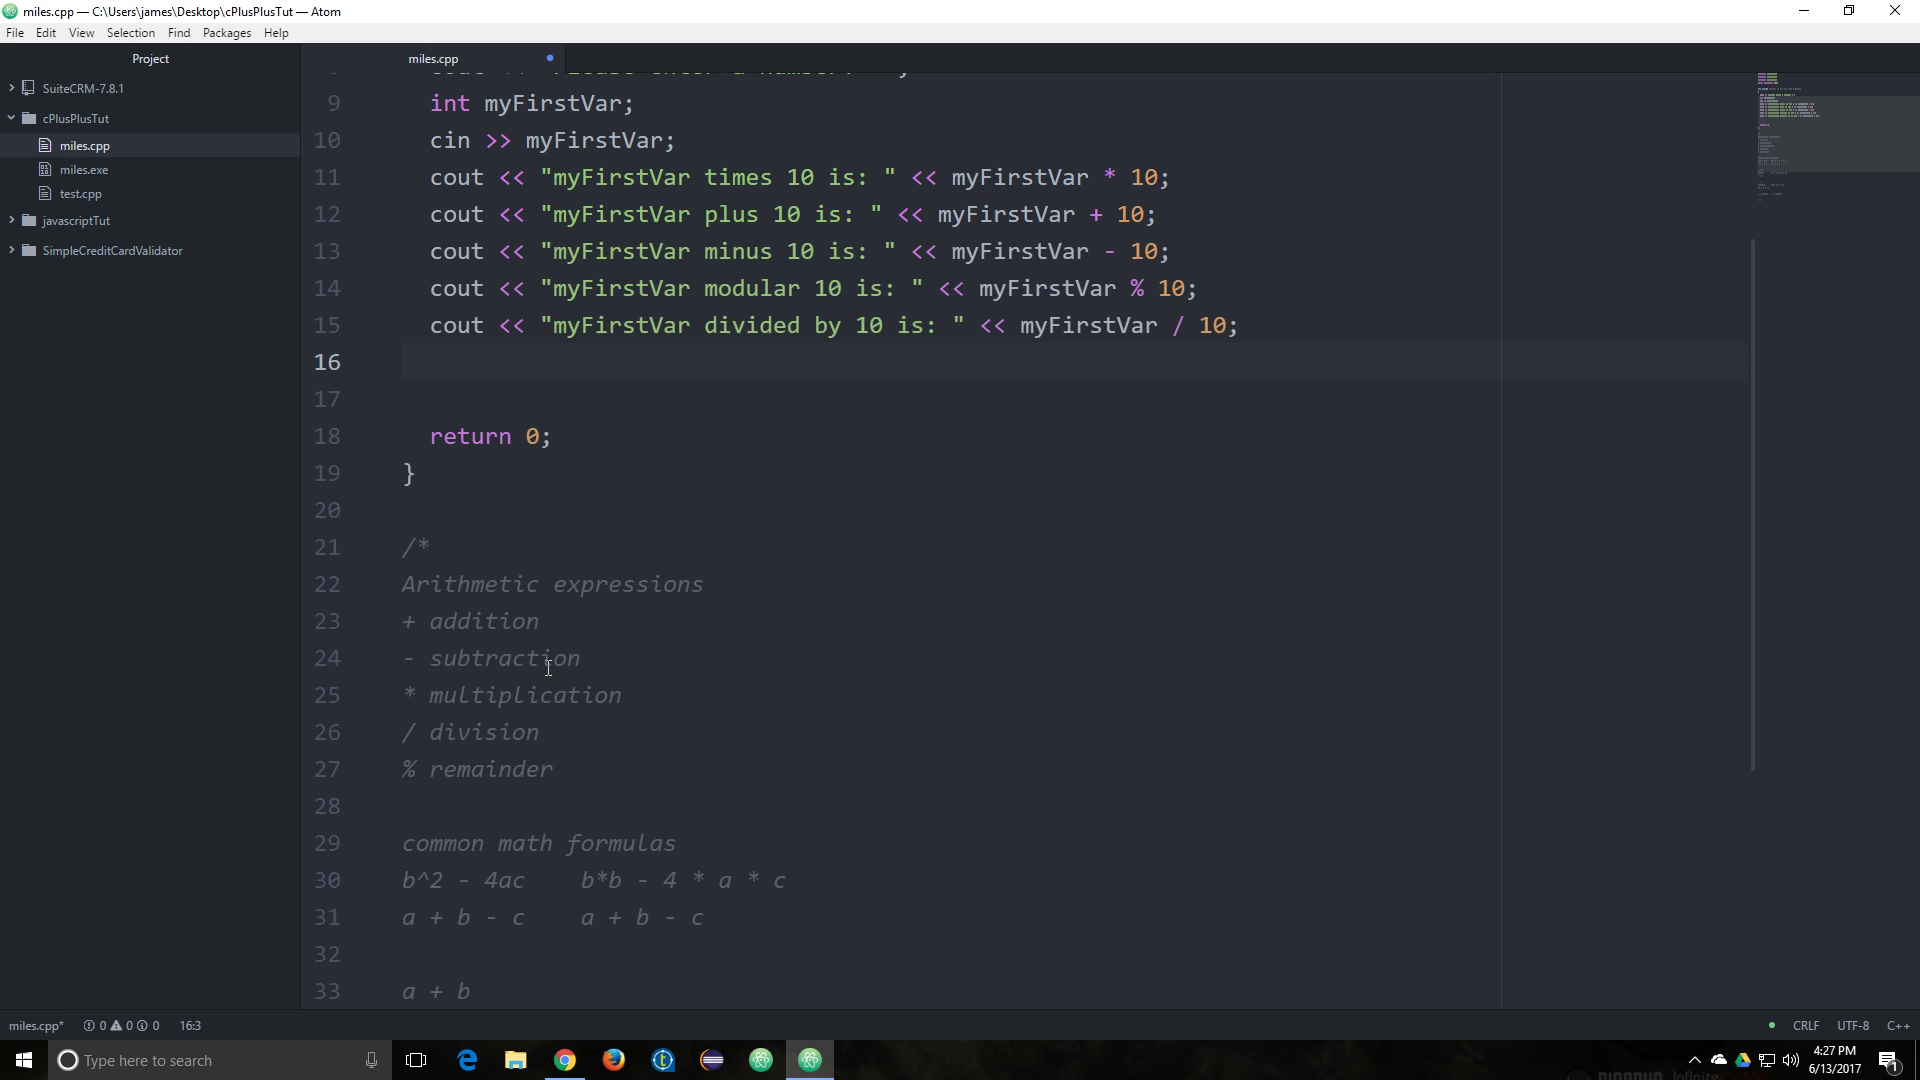 miles.cpp — C:\Users\james\Desktop\cPlusPlusTut — Atom
File Edit View Selection Find Packages Help
Project
miles.cpp
SuiteCRM-7.8.1
cPlusPlusTut
miles.cpp
miles.exe
test.cpp
javascriptTut
SimpleCreditCardValidator
9 int myFirstVar;
10 cin >> myFirstVar;
11 cout << "myFirstVar times 10 is: " << myFirstVar * 10;
12 cout << "myFirstVar plus 10 is: " << myFirstVar + 10;
13 cout << "myFirstVar minus 10 is: " << myFirstVar - 10;
14 cout << "myFirstVar modular 10 is: " << myFirstVar % 10;
15 cout << "myFirstVar divided by 10 is: " << myFirstVar / 10;
16
17
18 return 0;
19 }
20
21 /*
22 Arithmetic expressions
23 + addition
24 - subtraction
25 * multiplication
26 / division
27 % remainder
28
29 common math formulas
30 b^2 - 4ac b*b - 4 * a * c
31 a + b - c a + b - c
32
33 a + b
miles.cpp* 0 0 0 16:3 CRLF UTF-8 C++
Type here to search
4:27 PM
6/13/2017
1